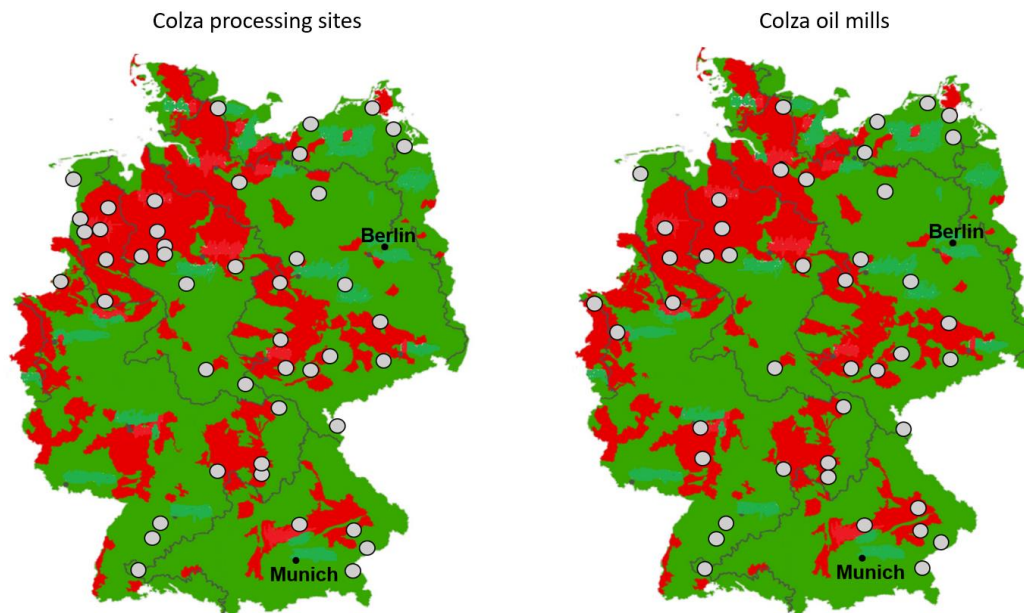 Colza processing sites
Colza oil mills
Berlin
Berlin
Munich
Munich